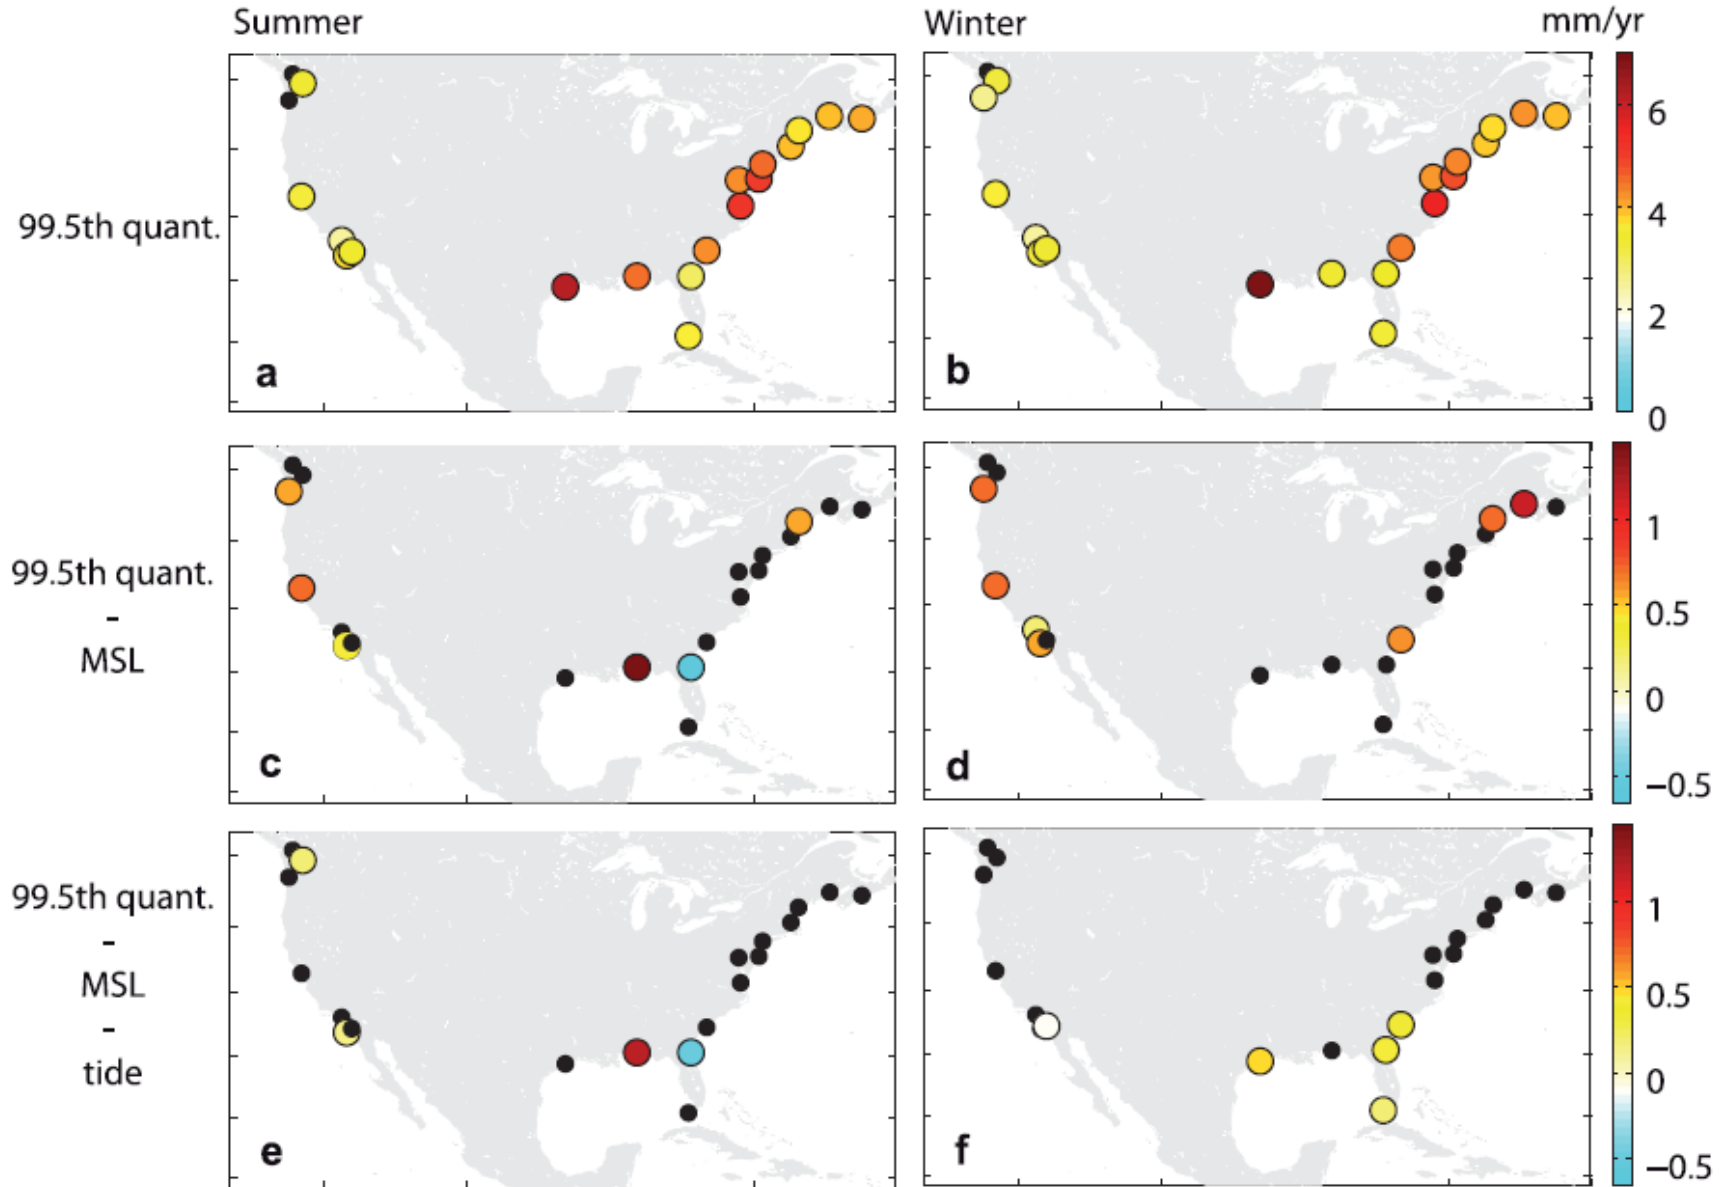 Summer
Winter
mm/yr
99.5th quant.
a
b
6
4
2
0
99.5th quant.
-
MSL
c
d
1
0.5
0
−0.5
99.5th quant.
-
MSL
-
tide
e
f
1
0.5
0
−0.5